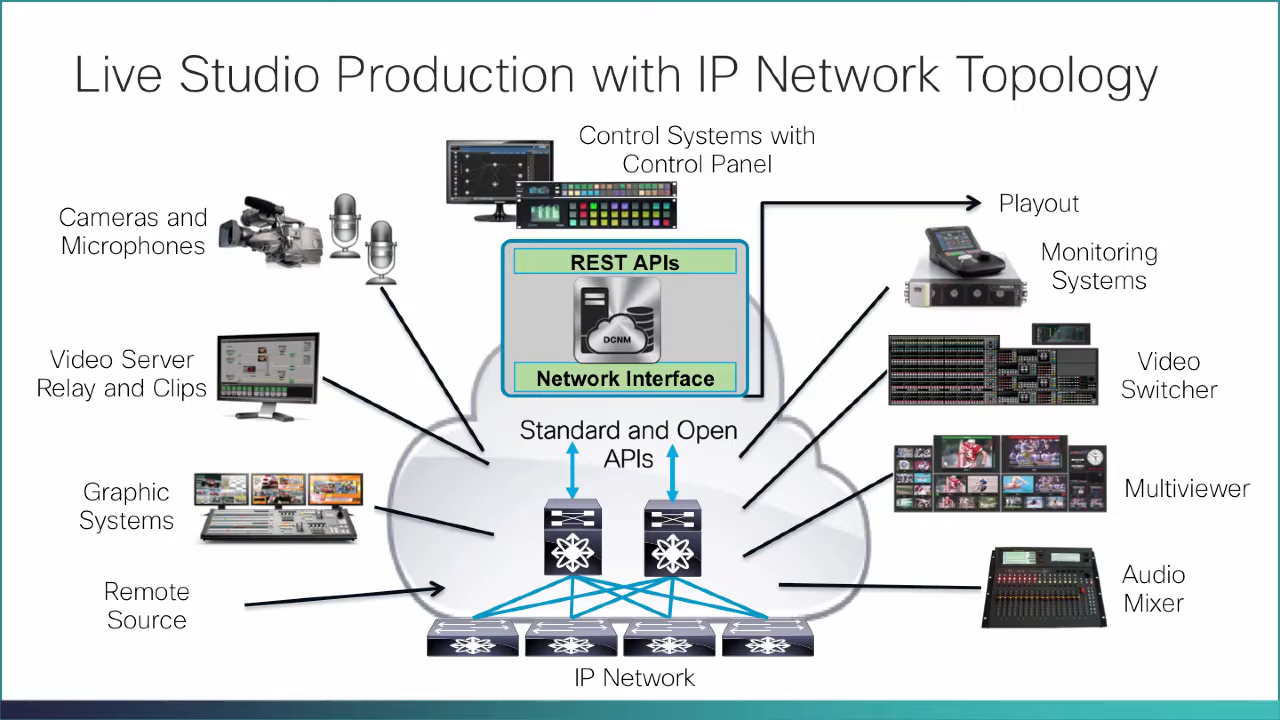 Live Studio Production with IP Network Topology
Control Systems with
Control Panel
Cameras and
Microphones
Playout
REST APIs
Monitoring
Systems
DCNM
Video Server
Relay and Clips
Network Interface
Video
Switcher
Standard and Open
APIs
Graphic
Systems
Multiviewer
Remote
Source
Audio
Mixer
IP Network